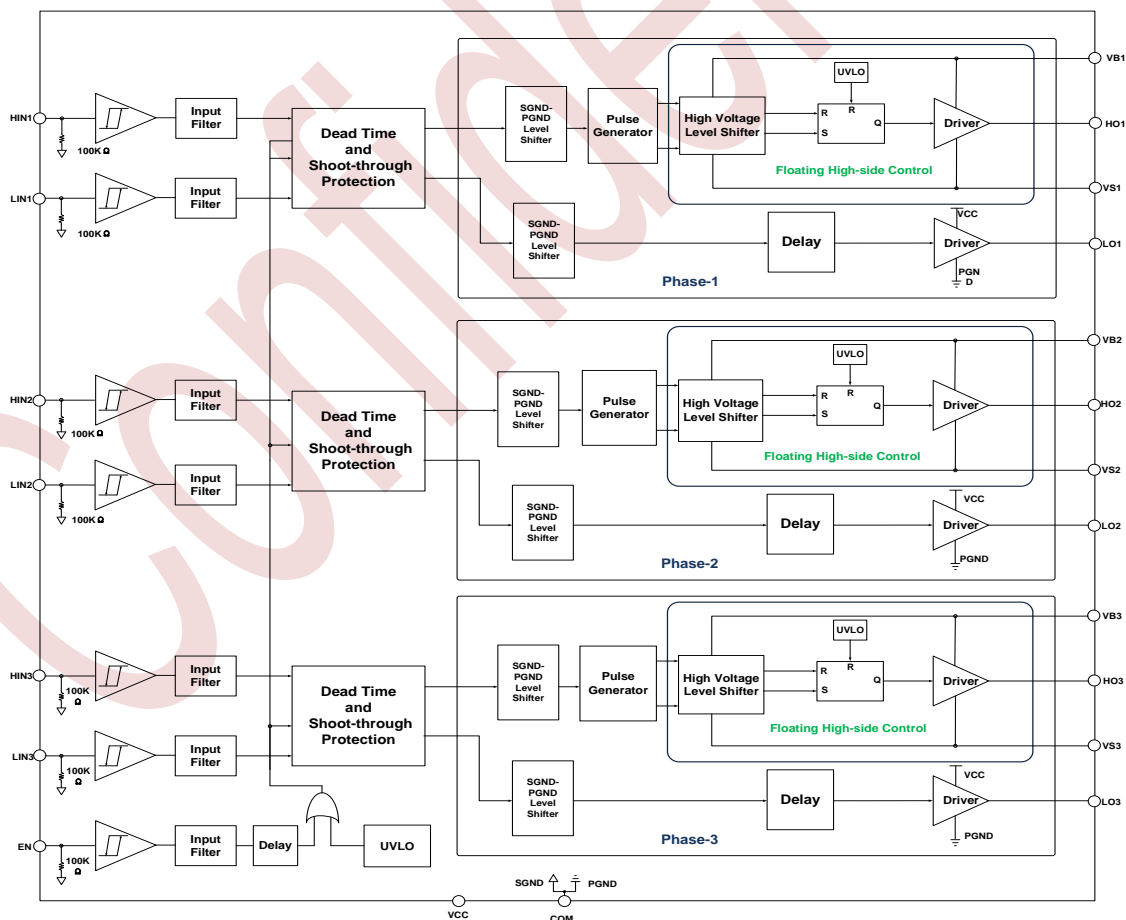 Confidential
VB1
UVLO
SGND-
PGND
Level
Shifter
Pulse
Generator
High Voltage
Level Shifter
R
R
S
Q
Driver
HO1
Floating High-side Control
VS1
HIN1
100KΩ
Input
Filter
Dead Time
and
Shoot-through
Protection
LIN1
100KΩ
Input
Filter
SGND-
PGND
Level
Shifter
Delay
VCC
Driver
PGN
D
LO1
Phase-1
VB2
UVLO
SGND-
PGND
Level
Shifter
Pulse
Generator
High Voltage
Level Shifter
R
R
S
Q
Driver
HO2
Floating High-side Control
VS2
HIN2
100KΩ
Input
Filter
Dead Time
and
Shoot-through
Protection
LIN2
100KΩ
Input
Filter
SGND-
PGND
Level
Shifter
Delay
VCC
Driver
PGND
LO2
Phase-2
VB3
UVLO
SGND-
PGND
Level
Shifter
Pulse
Generator
High Voltage
Level Shifter
R
R
S
Q
Driver
HO3
Floating High-side Control
VS3
HIN3
100K
Ω
Input
Filter
Dead Time
and
Shoot-through
Protection
LIN3
100K
Ω
Input
Filter
SGND-
PGND
Level
Shifter
Delay
VCC
Driver
PGND
LO3
Phase-3
EN
100K
Ω
Input
Filter
Delay
UVLO
SGND
PGND
VCC
COM